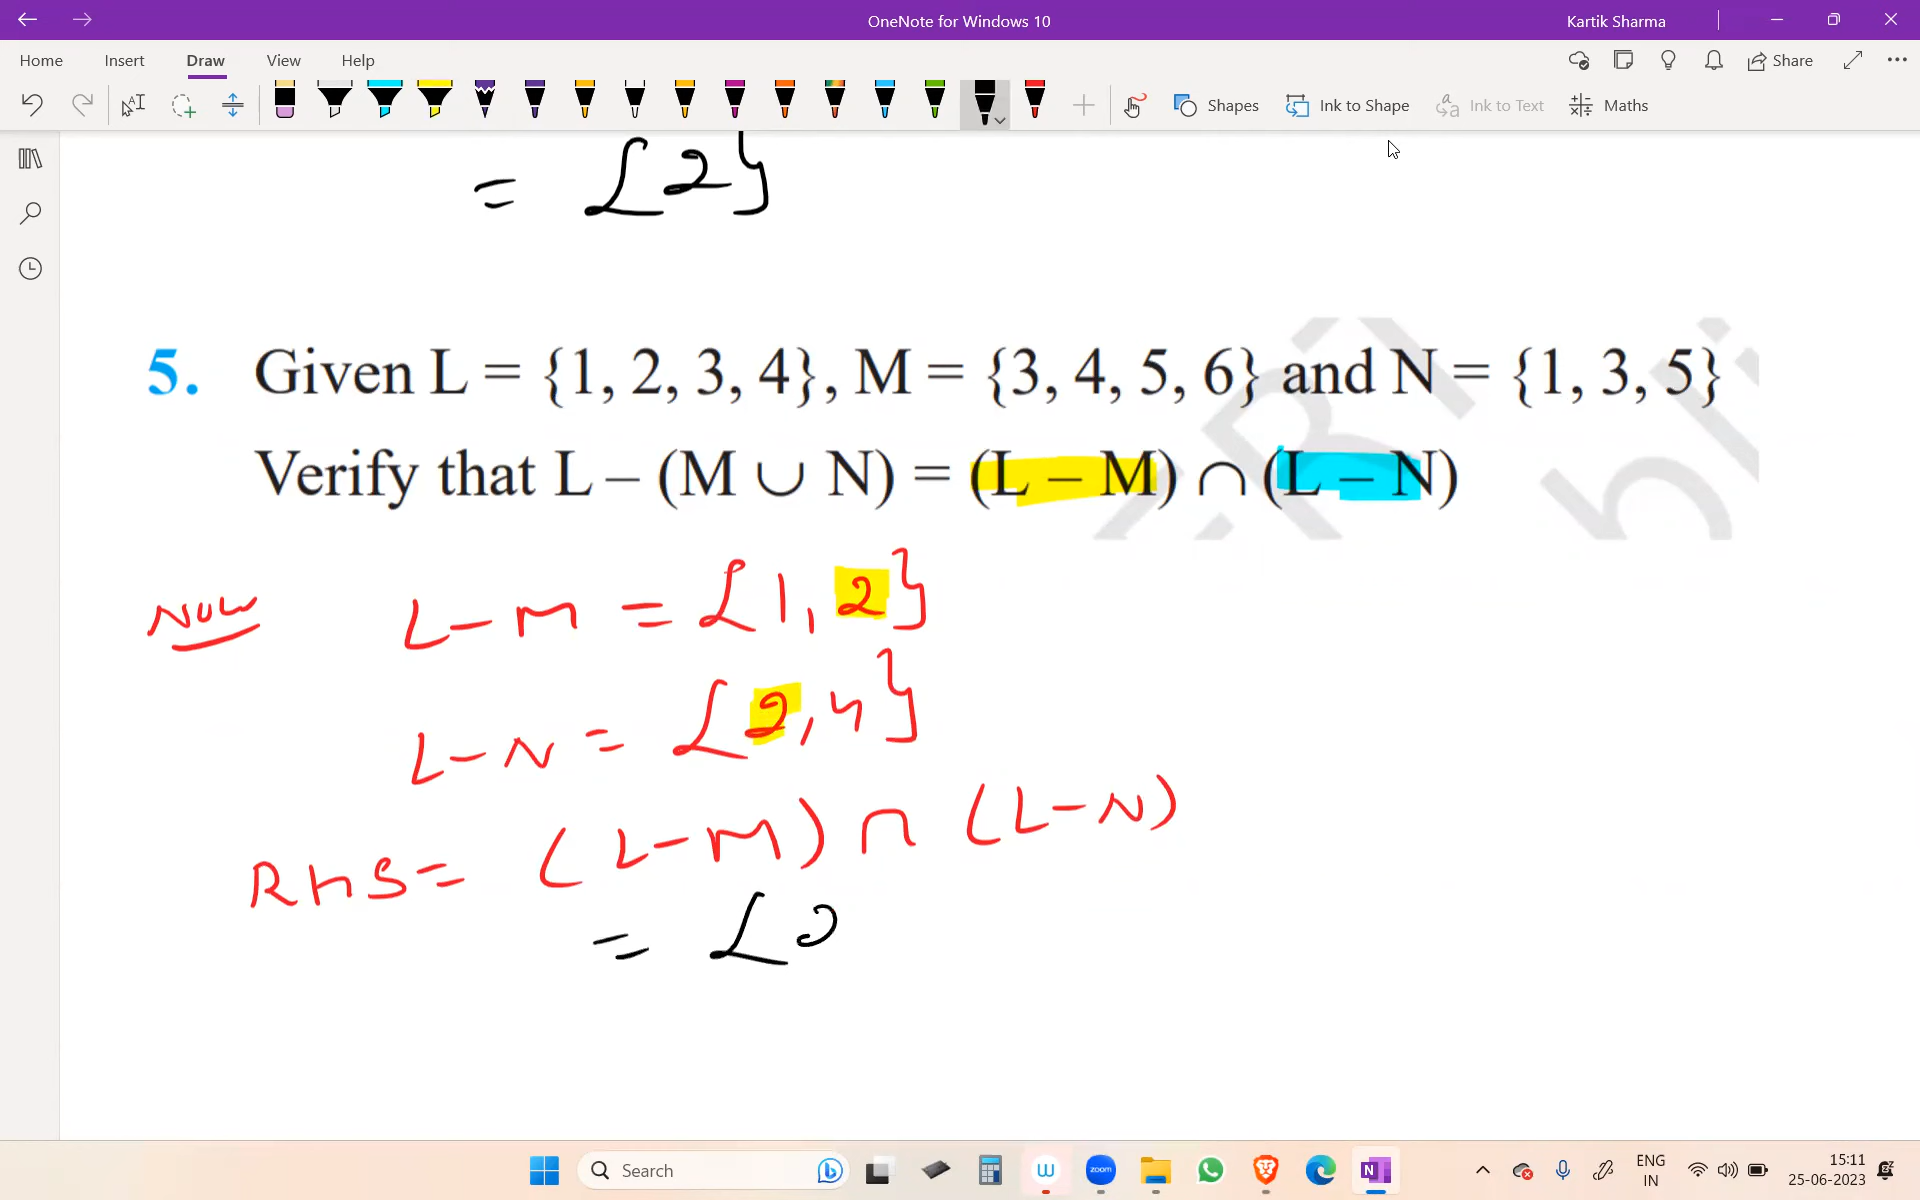 OneNote for Windows 10
Kartik Sharma
Home Insert Draw View Help
Share
Shapes Ink to Shape Ink to Text Maths
= {2}
5. Given L = {1, 2, 3, 4}, M = {3, 4, 5, 6} and N = {1, 3, 5}
Verify that L – (M ∪ N) = (L – M) ∩ (L – N)
Now L-M = {1, 2}
L-N = {2, 4}
RHS = (L-M) ∩ (L-N)
= {
Search
zoom
ENG
IN
15:11
25-06-2023